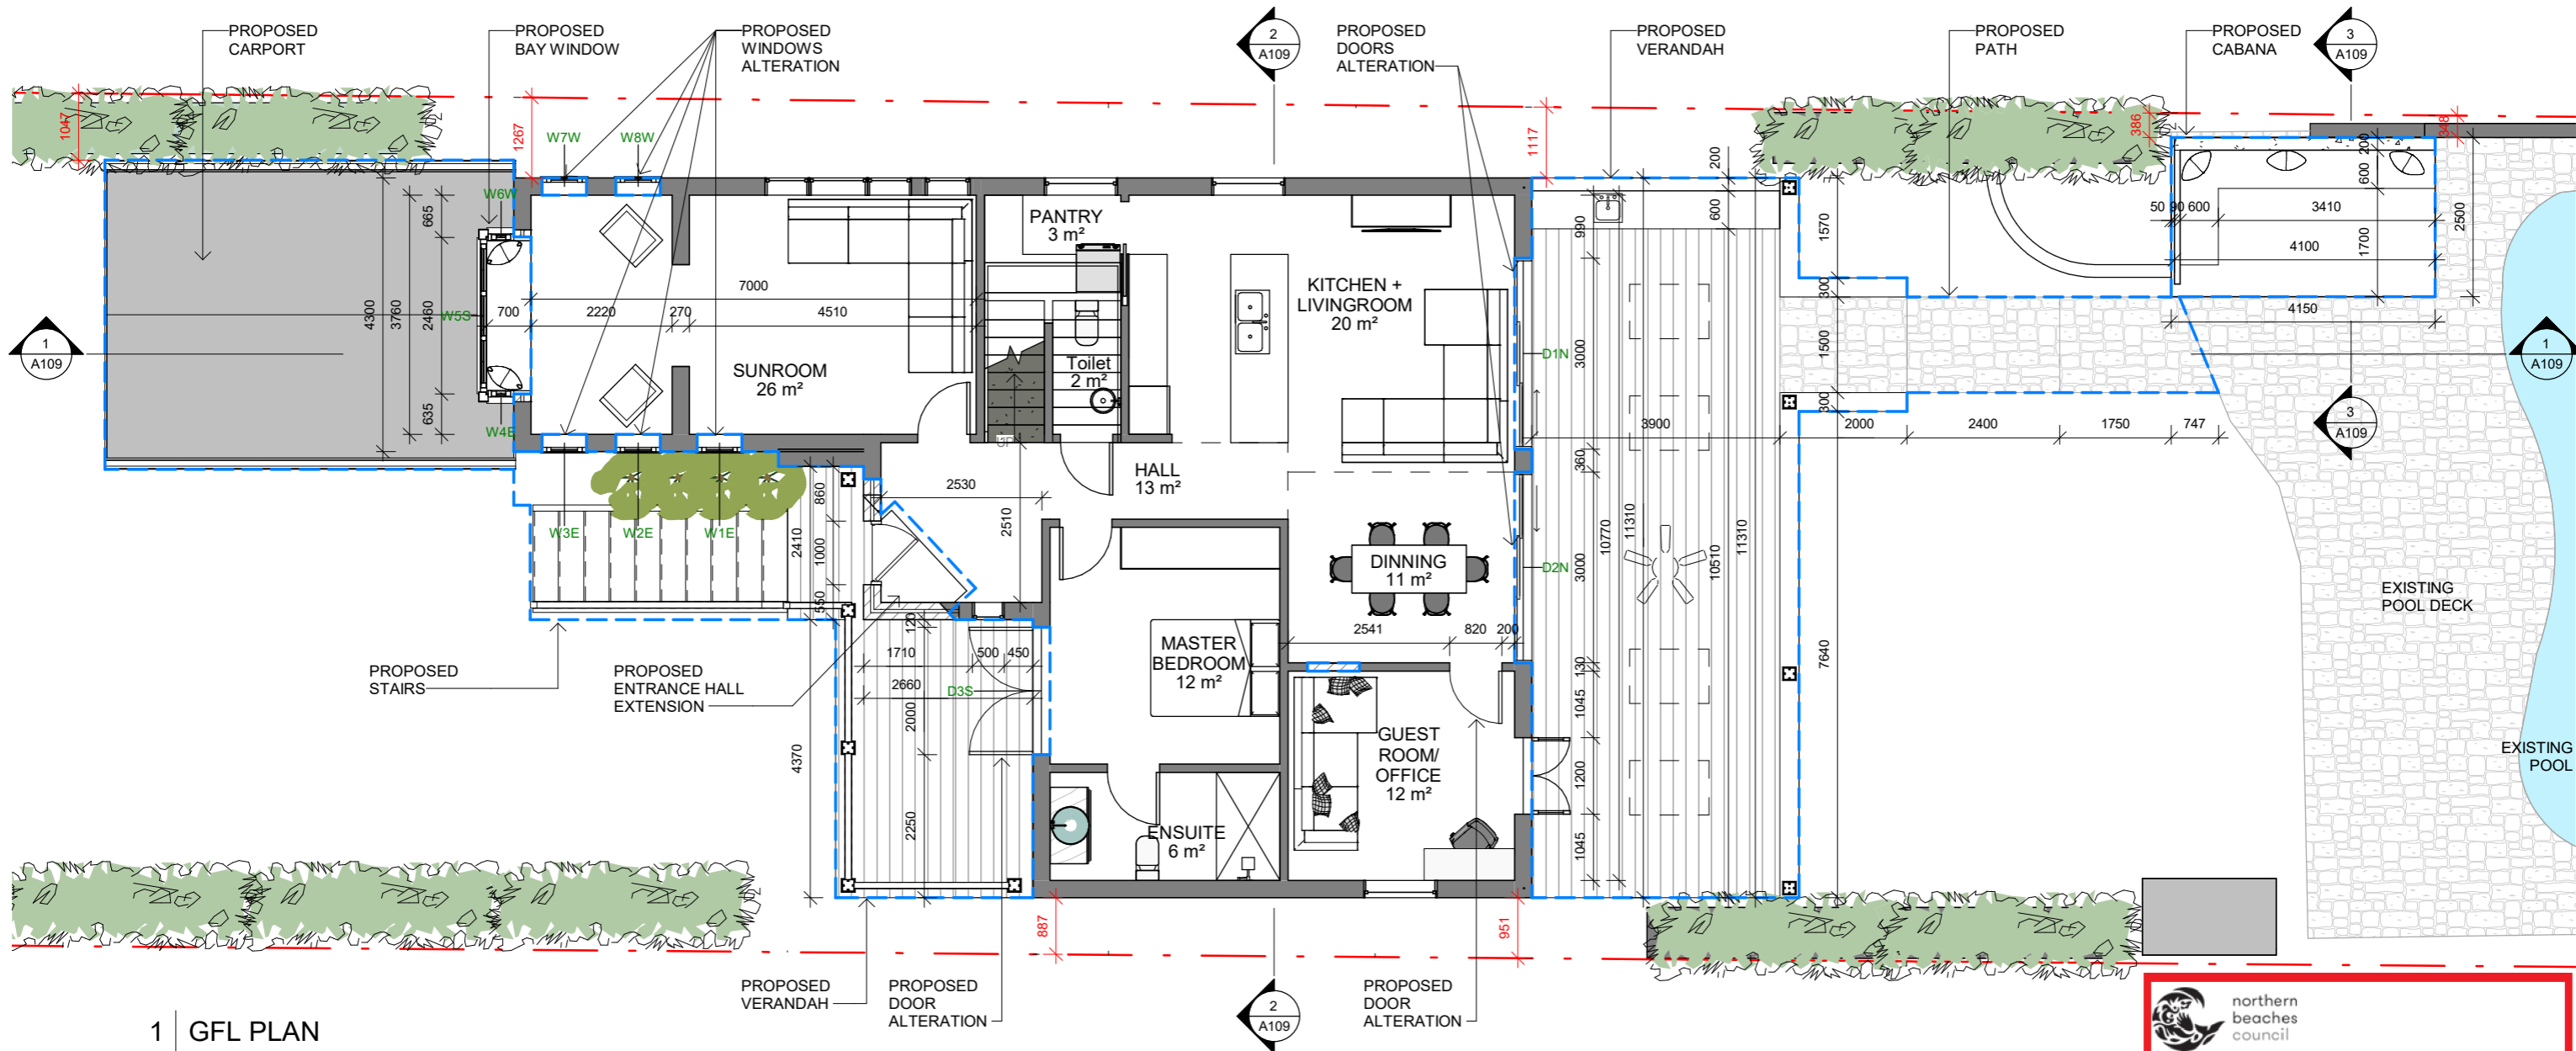 PROPOSED
CARPORT
PROPOSED
BAY WINDOW
PROPOSED
WINDOWS
ALTERATION
2
A109
PROPOSED
DOORS
ALTERATION
PROPOSED
VERANDAH
PROPOSED
PATH
PROPOSED
CABANA
3
A109
1047
1267
1117
386
348
W7W
W8W
W6W
W5S
W4E
W3E
W2E
W1E
4300
3760
2460
665
635
700
2220
270
4510
7000
SUNROOM
26 m²
PANTRY
3 m²
Toilet
2 m²
UP
KITCHEN +
LIVINGROOM
20 m²
HALL
13 m²
2530
2510
DINNING
11 m²
2541
820
200
MASTER
BEDROOM
12 m²
ENSUITE
6 m²
GUEST
ROOM/
OFFICE
12 m²
860
2410
1000
550
120
1710
500
450
2660
D3S
2000
2250
4370
D1N
D2N
200
600
990
3000
360
3000
130
1045
1200
1045
10770
11310
10510
11310
3900
1570
300
1500
300
7640
2000
2400
1750
747
50
90
600
3410
4100
4150
200
600
1700
2500
1
A109
1
A109
3
A109
EXISTING
POOL DECK
EXISTING
POOL
PROPOSED
STAIRS
PROPOSED
ENTRANCE HALL
EXTENSION
887
951
PROPOSED
VERANDAH
PROPOSED
DOOR
ALTERATION
2
A109
PROPOSED
DOOR
ALTERATION
1 GFL PLAN
northern
beaches
council